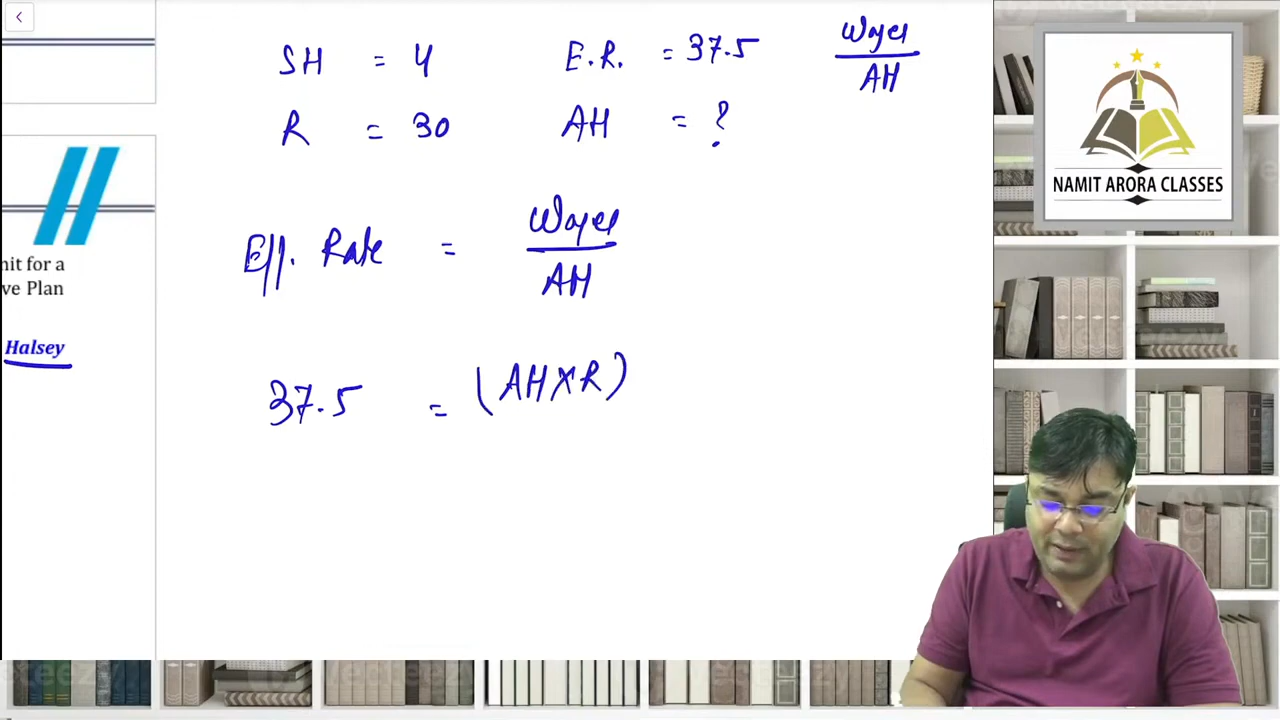 SH = 4 E.R. = 37.5 Wages/AH
R = 30 AH = ?
Eff. Rate = Wages/AH
37.5 = (AH×R)
nit for a
ve Plan
Halsey
NAMIT ARORA CLASSES